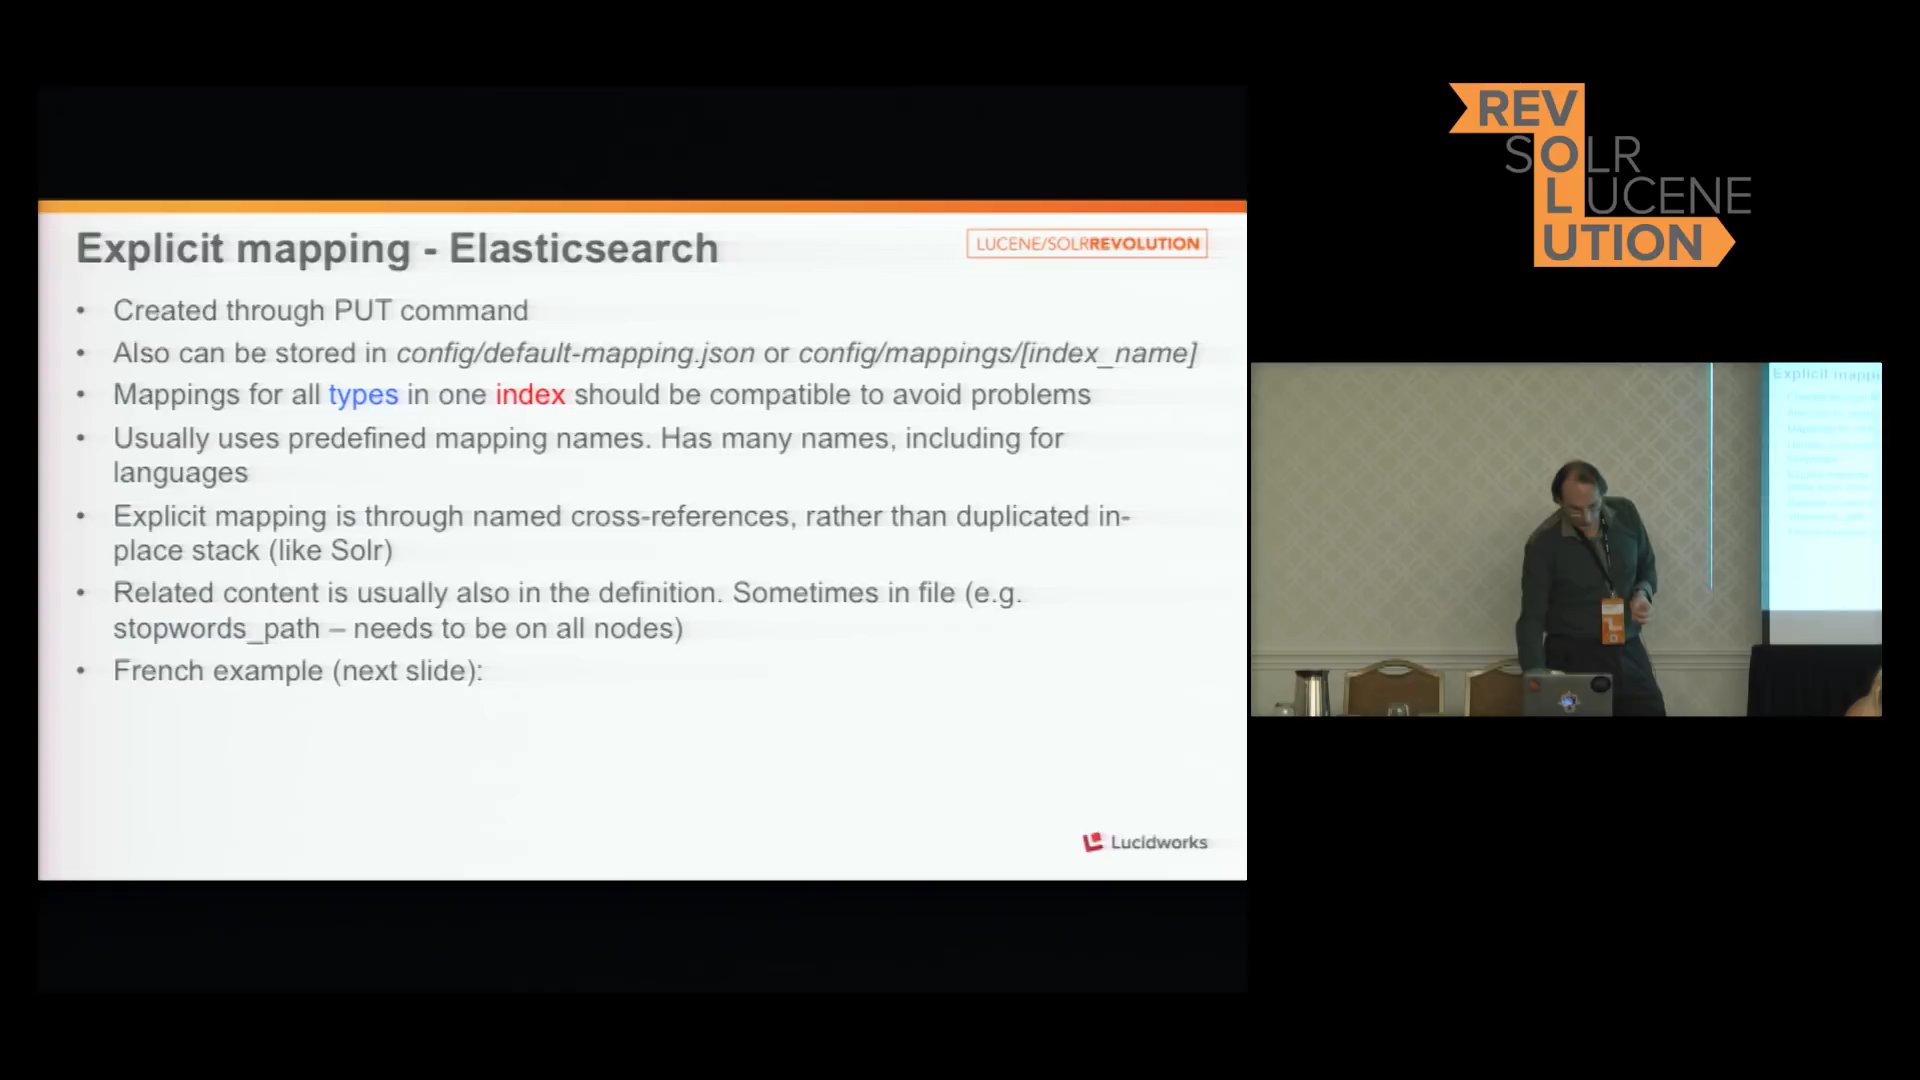 Explicit mapping - Elasticsearch
LUCENE/SOLRREVOLUTION
• Created through PUT command
• Also can be stored in config/default-mapping.json or config/mappings/[index_name]
• Mappings for all types in one index should be compatible to avoid problems
• Usually uses predefined mapping names. Has many names, including for
languages
• Explicit mapping is through named cross-references, rather than duplicated in-
place stack (like Solr)
• Related content is usually also in the definition. Sometimes in file (e.g.
stopwords_path – needs to be on all nodes)
• French example (next slide):
Lucidworks
REV
SOLR
LUCENE
UTION
Explicit mappi